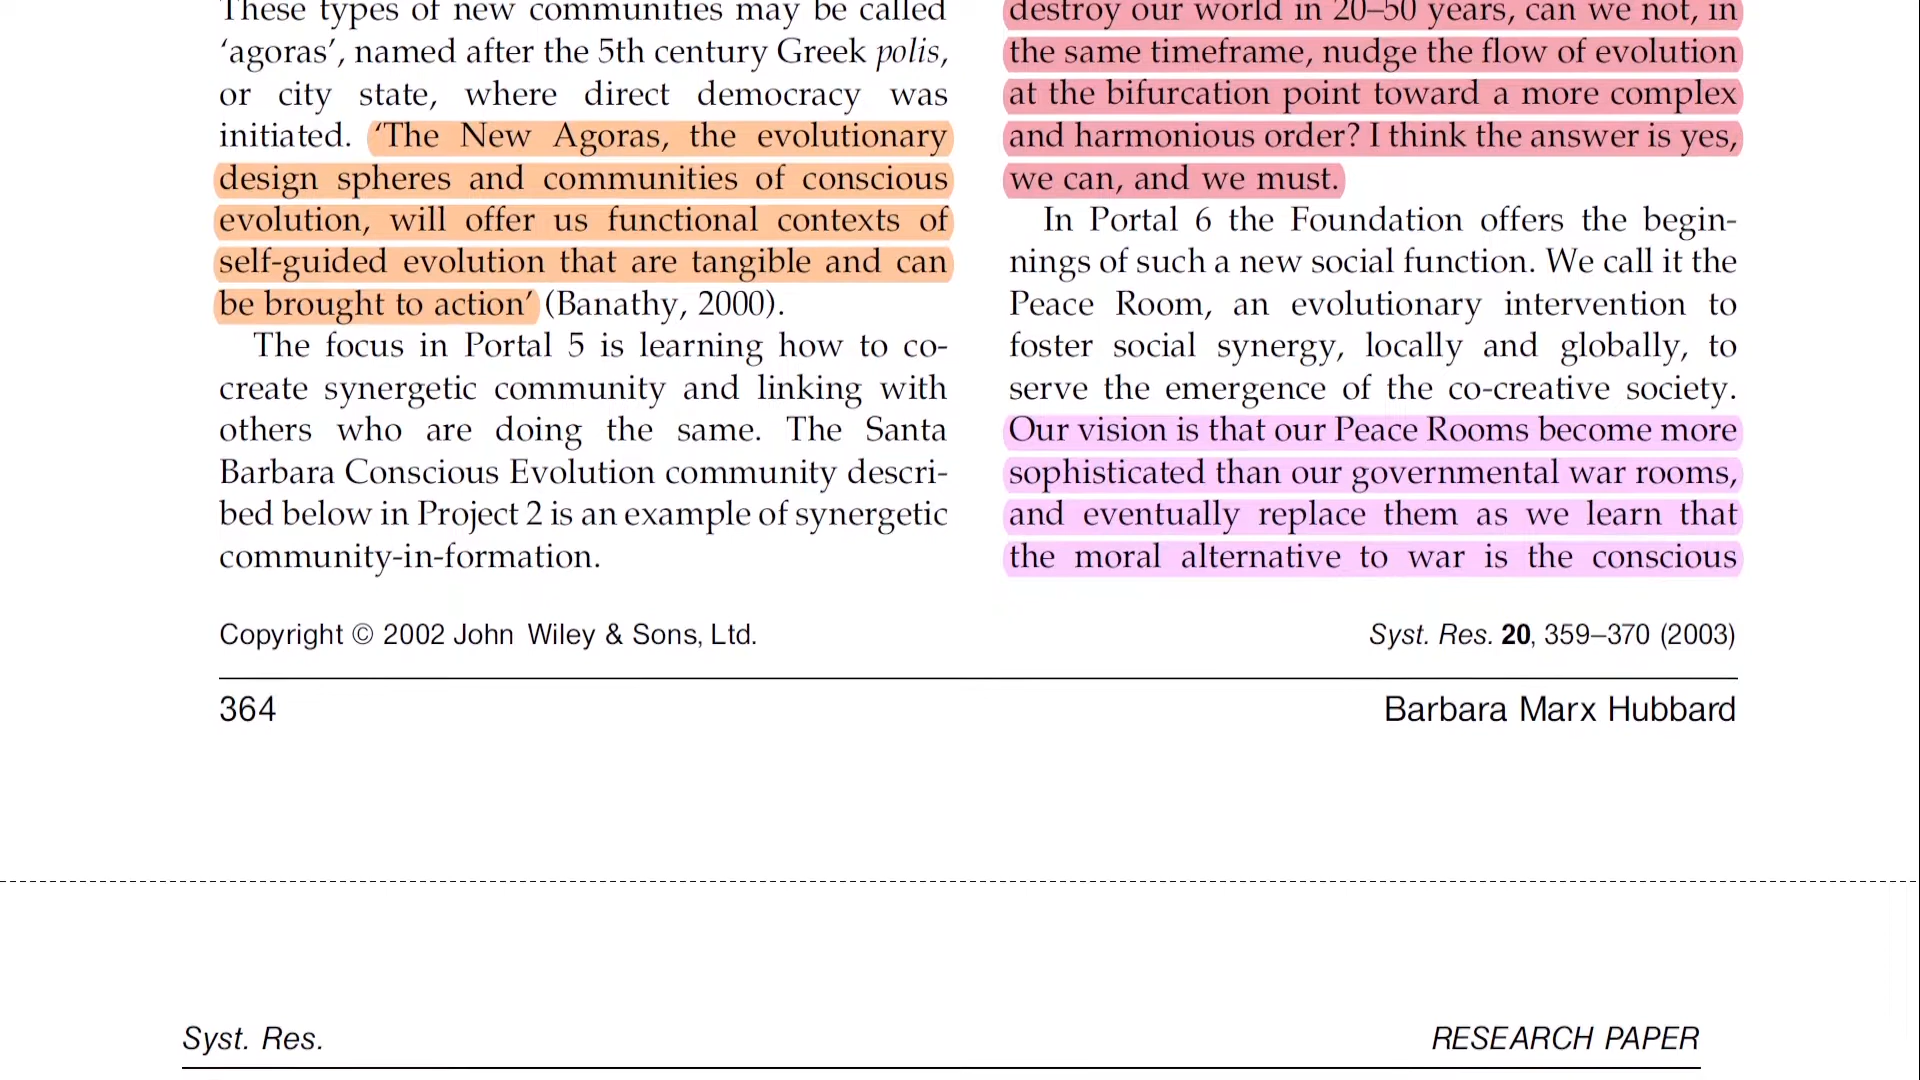 These types of new communities may be called
‘agoras’, named after the 5th century Greek polis,
or city state, where direct democracy was
initiated. ‘The New Agoras, the evolutionary
design spheres and communities of conscious
evolution, will offer us functional contexts of
self-guided evolution that are tangible and can
be brought to action’ (Banathy, 2000).
The focus in Portal 5 is learning how to co-
create synergetic community and linking with
others who are doing the same. The Santa
Barbara Conscious Evolution community descri-
bed below in Project 2 is an example of synergetic
community-in-formation.
destroy our world in 20–50 years, can we not, in
the same timeframe, nudge the flow of evolution
at the bifurcation point toward a more complex
and harmonious order? I think the answer is yes,
we can, and we must.
In Portal 6 the Foundation offers the begin-
nings of such a new social function. We call it the
Peace Room, an evolutionary intervention to
foster social synergy, locally and globally, to
serve the emergence of the co-creative society.
Our vision is that our Peace Rooms become more
sophisticated than our governmental war rooms,
and eventually replace them as we learn that
the moral alternative to war is the conscious
Copyright © 2002 John Wiley & Sons, Ltd.
Syst. Res. 20, 359–370 (2003)
364
Barbara Marx Hubbard
Syst. Res.
RESEARCH PAPER